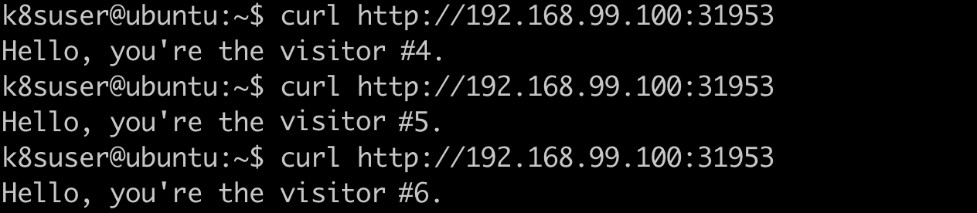 k8suser@ubuntu:~$ curl http://192.168.99.100:31953
Hello, you're the visitor #4.
k8suser@ubuntu:~$ curl http://192.168.99.100:31953
Hello, you're the visitor #5.
k8suser@ubuntu:~$ curl http://192.168.99.100:31953
Hello, you're the visitor #6.